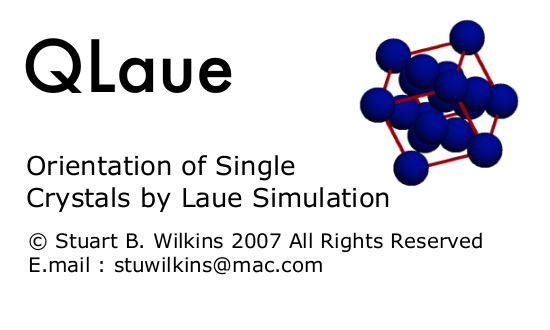 QLaue
Orientation of Single
Crystals by Laue Simulation
© Stuart B. Wilkins 2007 All Rights Reserved
E.mail : stuwilkins@mac.com